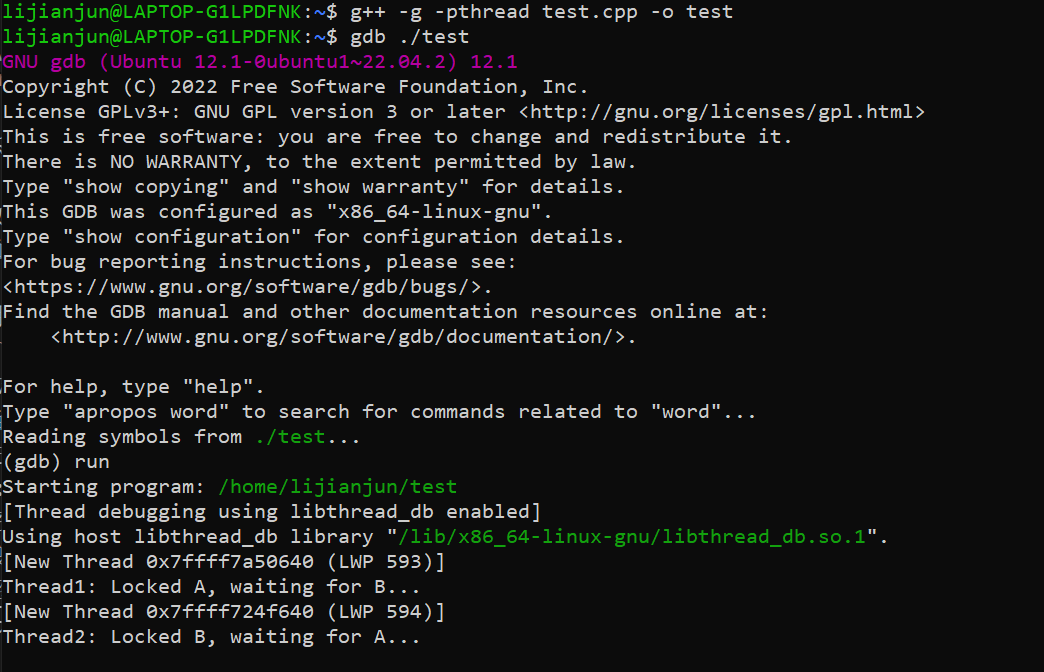 lijianjun@LAPTOP-G1LPDFNK:~$ g++ -g -pthread test.cpp -o test
lijianjun@LAPTOP-G1LPDFNK:~$ gdb ./test
GNU gdb (Ubuntu 12.1-0ubuntu1~22.04.2) 12.1
Copyright (C) 2022 Free Software Foundation, Inc.
License GPLv3+: GNU GPL version 3 or later <http://gnu.org/licenses/gpl.html>
This is free software: you are free to change and redistribute it.
There is NO WARRANTY, to the extent permitted by law.
Type "show copying" and "show warranty" for details.
This GDB was configured as "x86_64-linux-gnu".
Type "show configuration" for configuration details.
For bug reporting instructions, please see:
<https://www.gnu.org/software/gdb/bugs/>.
Find the GDB manual and other documentation resources online at:
    <http://www.gnu.org/software/gdb/documentation/>.

For help, type "help".
Type "apropos word" to search for commands related to "word"...
Reading symbols from ./test...
(gdb) run
Starting program: /home/lijianjun/test
[Thread debugging using libthread_db enabled]
Using host libthread_db library "/lib/x86_64-linux-gnu/libthread_db.so.1".
[New Thread 0x7ffff7a50640 (LWP 593)]
Thread1: Locked A, waiting for B...
[New Thread 0x7ffff724f640 (LWP 594)]
Thread2: Locked B, waiting for A...